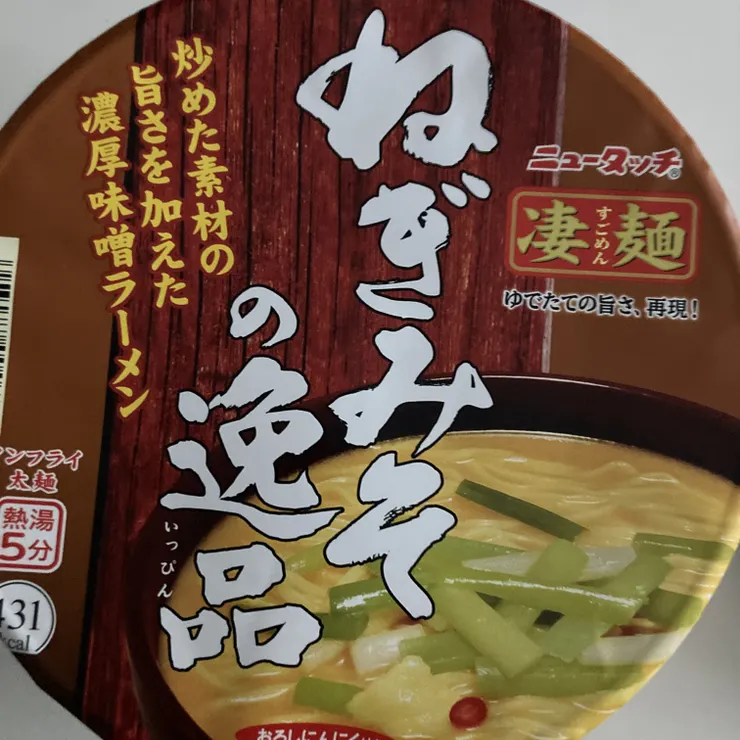 ねぎみそ
の逸品
いっぴん
炒めた素材の
旨さを加えた
濃厚味噌ラーメン
ニュータッチ®
凄麺
すごめん
ゆでたての旨さ、再現!
ンフライ
太麺
熱湯
5分
431
kcal
おろしにんにく